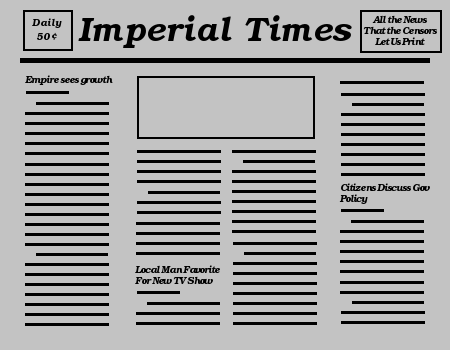 Daily
50¢
Imperial Times
All the News
That the Censors
Let Us Print
Empire sees growth
Local Man Favorite
For New TV Show
Citizens Discuss Gov
Policy